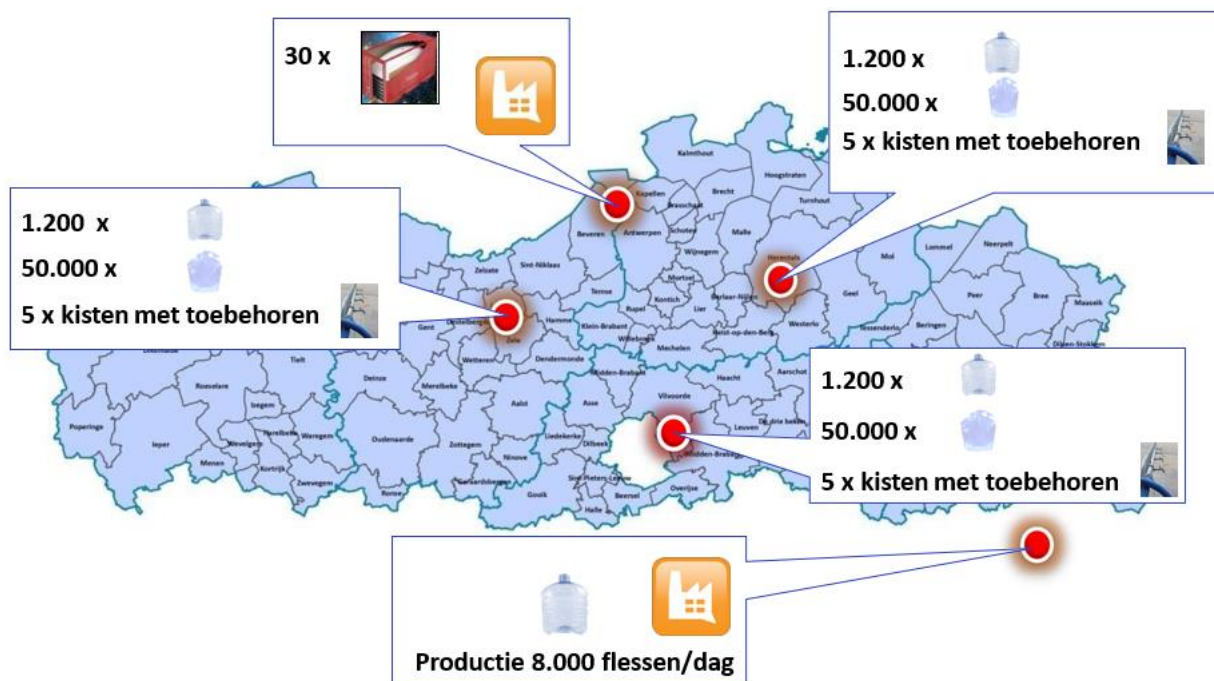 30 x
1.200 x
50.000 x
5 x kisten met toebehoren
1.200 x
50.000 x
5 x kisten met toebehoren
1.200 x
50.000 x
5 x kisten met toebehoren
Productie 8.000 flessen/dag
Kalmthout
Hoogstraten
Kapellen
Brecht
Turnhout
Brasschaat
Beveren
Antwerpen
Schoten
Malle
Wijnegem
Mol
Lommel
Neerpelt
Zelzate
Sint-Niklaas
Herentals
Mortsel
Temse
Kontich
Geel
Peer
Bree
Maaseik
Rupel
Lier
Berlaar-Nijlen
Gent
Hamme
Zele
Klein-Brabant
Willebroek
Heist-op-den-Berg
Westerlo
Tessenderlo
Beringen
Dilsen-Stokkem
Mechelen
Tielt
Wetteren
Dendermonde
Deinze
Merelbeke
Midden-Brabant
Haacht
Aarschot
Roeselare
Aalst
Asse
Vilvoorde
Izegem
Poperinge
Ieper
Wevelgem
Harelbeke
Waregem
Oudenaarde
Zottegem
Liedekerke
Dilbeek
Leuven
Menen
Kortrijk
Ninove
Zwevegem
Geraardsbergen
Ronse
Gooik
Sint-Pieters-Leeuw
Halle
Beersel
Overijse